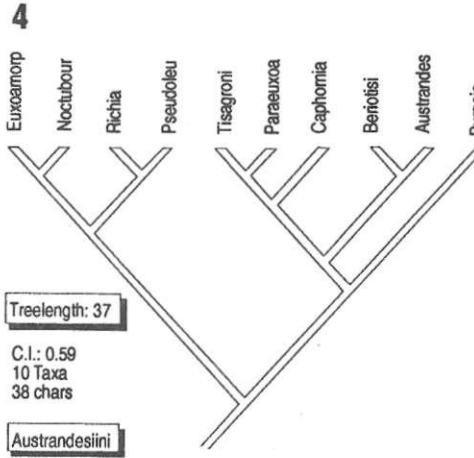 4
Euxoamorp
Noctubour
Richia
Pseudoleu
Tisagroni
Paraeuxoa
Caphornia
Beriotisi
Austrandes
Treelength: 37
C.I.: 0.59
10 Taxa
38 chars
Austrandesiini